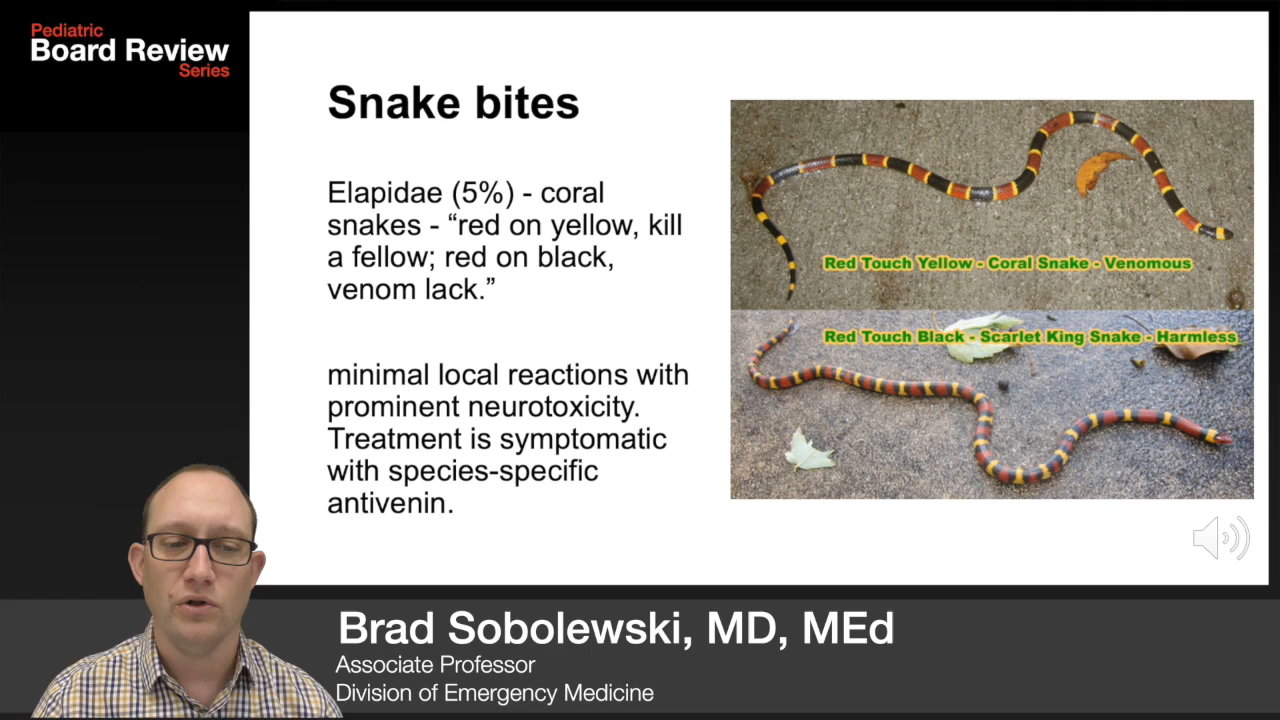 Pediatric
Board Review
Series
Snake bites
Elapidae (5%) - coral
snakes - “red on yellow, kill
a fellow; red on black,
venom lack.”
minimal local reactions with
prominent neurotoxicity.
Treatment is symptomatic
with species-specific
antivenin.
Red Touch Yellow - Coral Snake - Venomous
Red Touch Black - Scarlet King Snake - Harmless
Brad Sobolewski, MD, MEd
Associate Professor
Division of Emergency Medicine